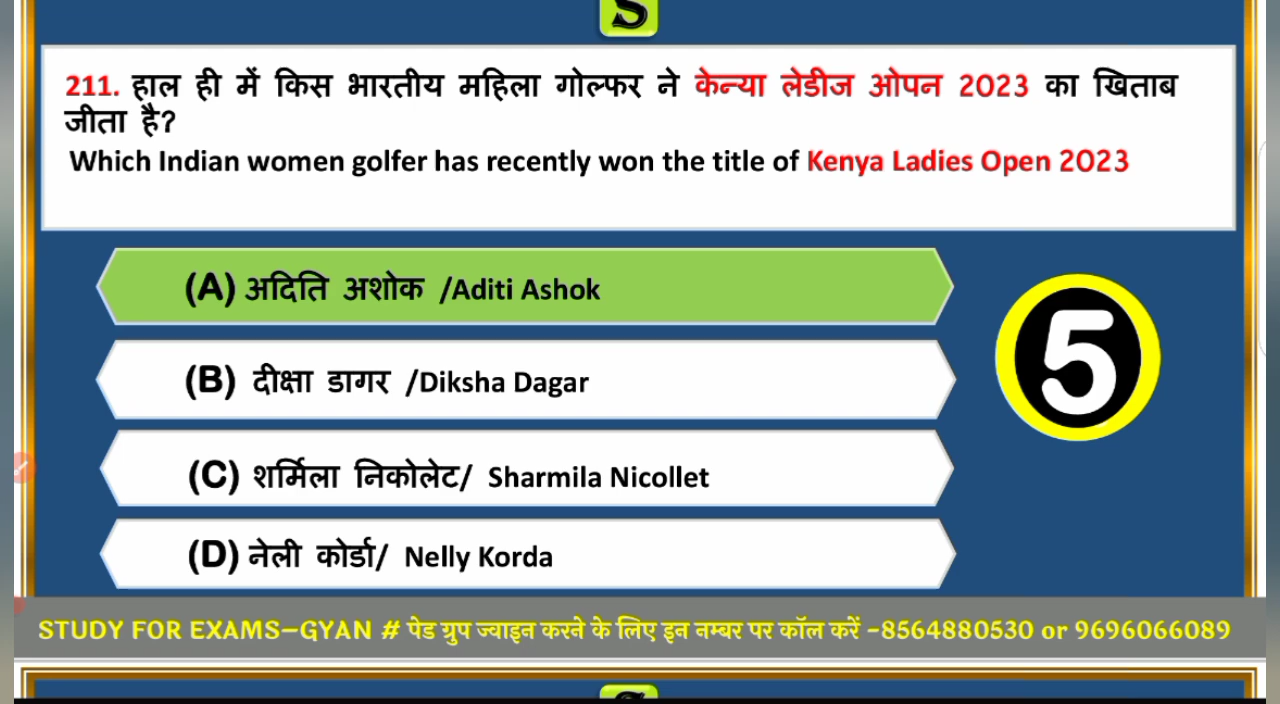 S
211. हाल ही में किस भारतीय महिला गोल्फर ने केन्या लेडीज ओपन 2023 का खिताब
जीता है?
Which Indian women golfer has recently won the title of Kenya Ladies Open 2023
(A) अदिति अशोक /Aditi Ashok
(B) दीक्षा डागर /Diksha Dagar
5
(C) शर्मिला निकोलेट/ Sharmila Nicollet
(D) नेली कोर्डा/ Nelly Korda
STUDY FOR EXAMS–GYAN # पेड ग्रुप ज्वाइन करने के लिए इन नम्बर पर कॉल करें –8564880530 or 9696066089